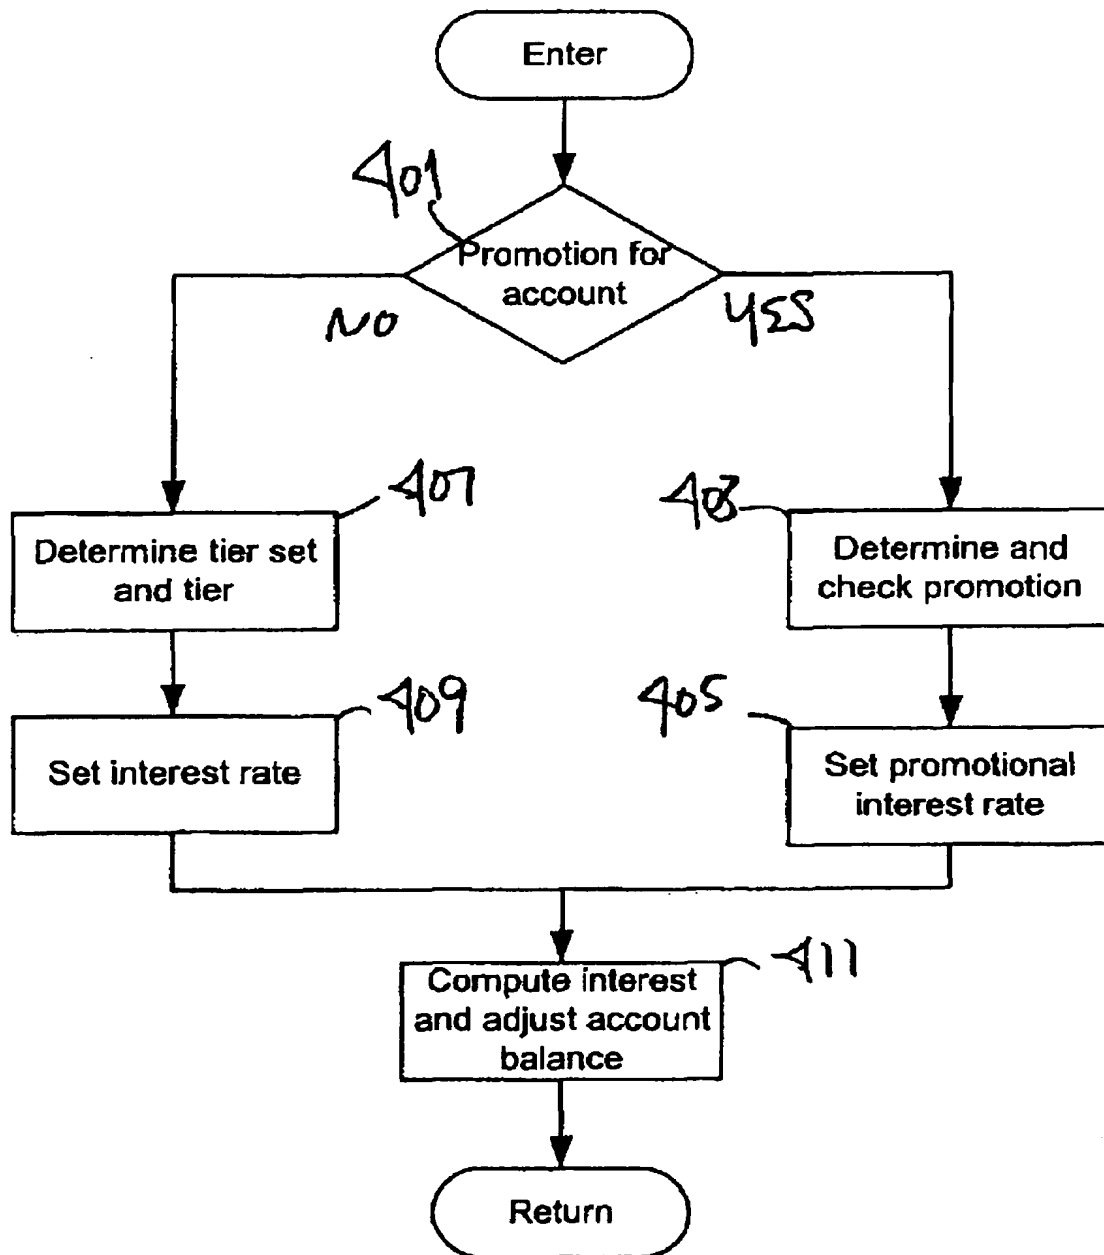 Enter
401
Promotion for
account
NO
YES
407
403
Determine tier set
and tier
Determine and
check promotion
409
405
Set interest rate
Set promotional
interest rate
411
Compute interest
and adjust account
balance
Return